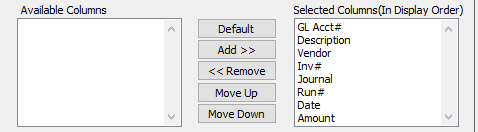 Available Columns
Selected Columns(In Display Order)
Default
Add >>
<< Remove
Move Up
Move Down
GL Acct#
Description
Vendor
Inv#
Journal
Run#
Date
Amount